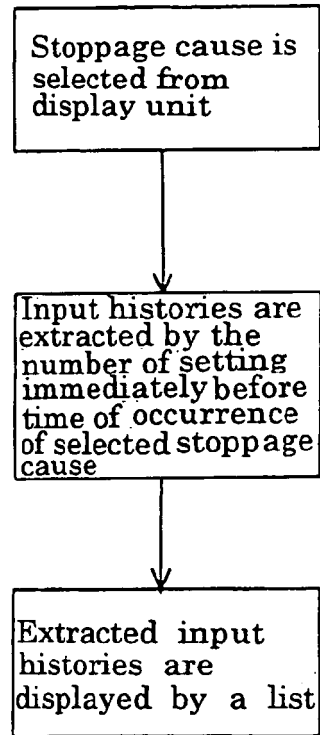 Stoppage cause is
selected from
display unit
Input histories are
extracted by the
number of setting
immediately before
time of occurrence
of selected stoppage
cause
Extracted input
histories are
displayed by a list